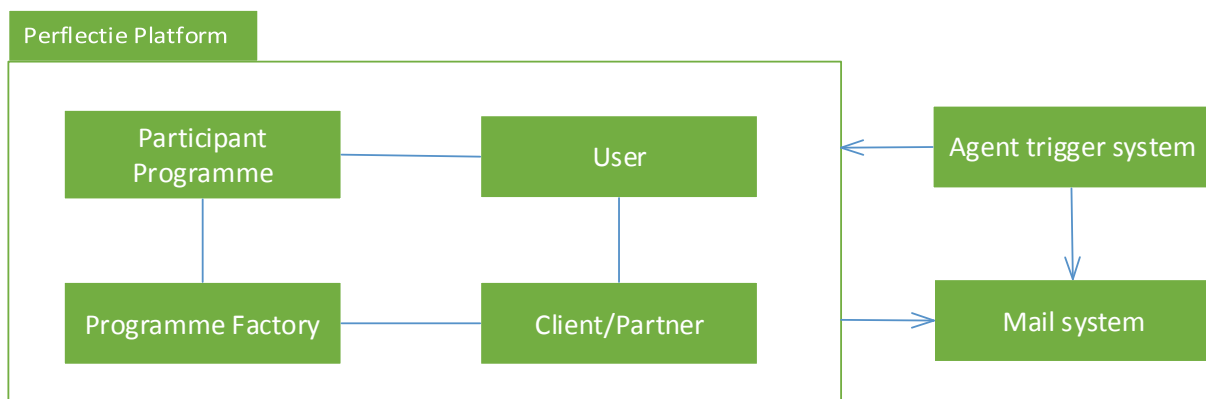 Perflectie Platform
Participant
Programme
User
Agent trigger system
Programme Factory
Client/Partner
Mail system